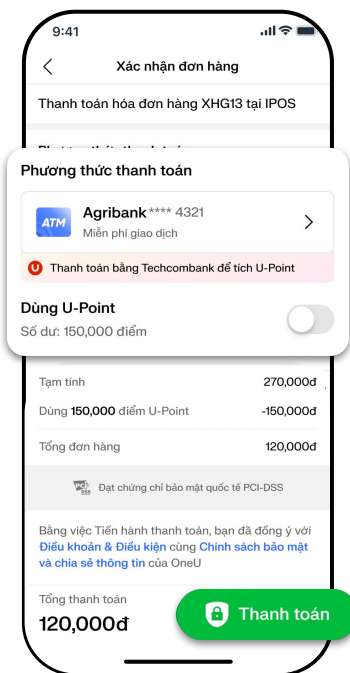 9:41
Xác nhận đơn hàng
Thanh toán hóa đơn hàng XHG13 tại IPOS
Phương thức thanh toán
ATM
Agribank **** 4321
Miễn phí giao dịch
U Thanh toán bằng Techcombank để tích U-Point
Dùng U-Point
Số dư: 150,000 điểm
Tạm tính 270,000đ
Dùng 150,000 điểm U-Point -150,000đ
Tổng đơn hàng 120,000đ
PCI DSS Đạt chứng chỉ bảo mật quốc tế PCI-DSS
Bằng việc Tiến hành thanh toán, bạn đã đồng ý với
Điều khoản & Điều kiện cùng Chính sách bảo mật
và chia sẻ thông tin của OneU
Tổng thanh toán
120,000đ
Thanh toán